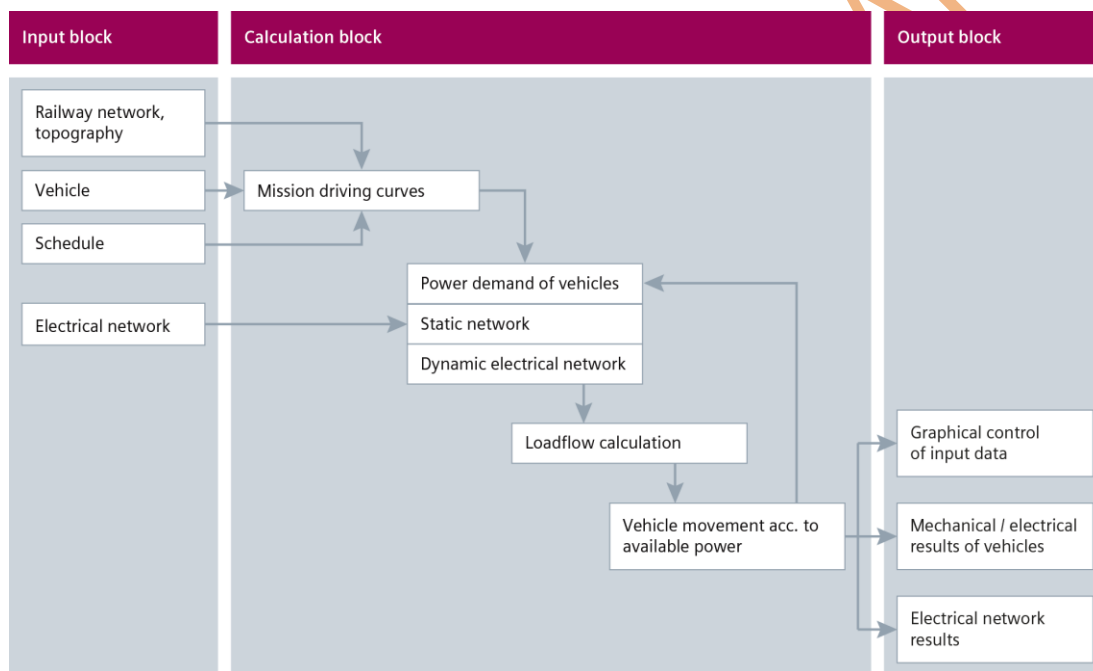 Input block
Calculation block
Output block
Railway network,
topography
Vehicle
Schedule
Electrical network
Mission driving curves
Power demand of vehicles
Static network
Dynamic electrical network
Loadflow calculation
Vehicle movement acc. to
available power
Graphical control
of input data
Mechanical / electrical
results of vehicles
Electrical network
results